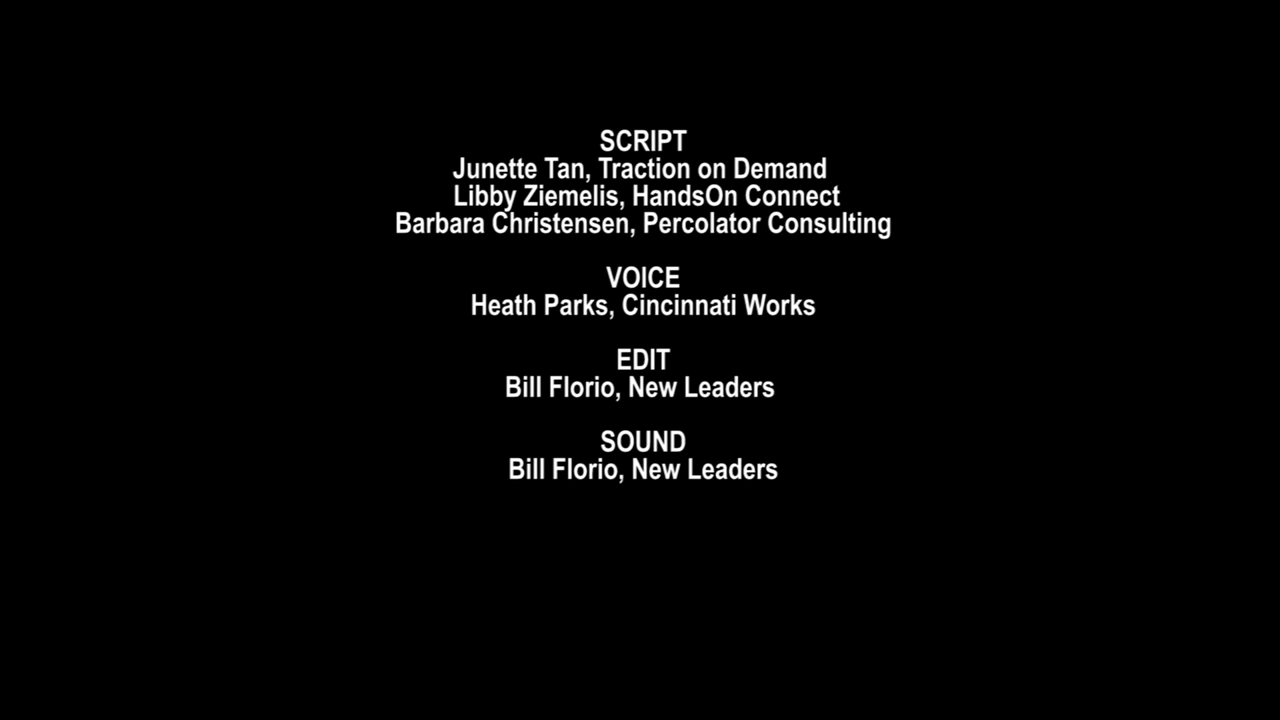 SCRIPT
Junette Tan, Traction on Demand
Libby Ziemelis, HandsOn Connect
Barbara Christensen, Percolator Consulting
VOICE
Heath Parks, Cincinnati Works
EDIT
Bill Florio, New Leaders
SOUND
Bill Florio, New Leaders